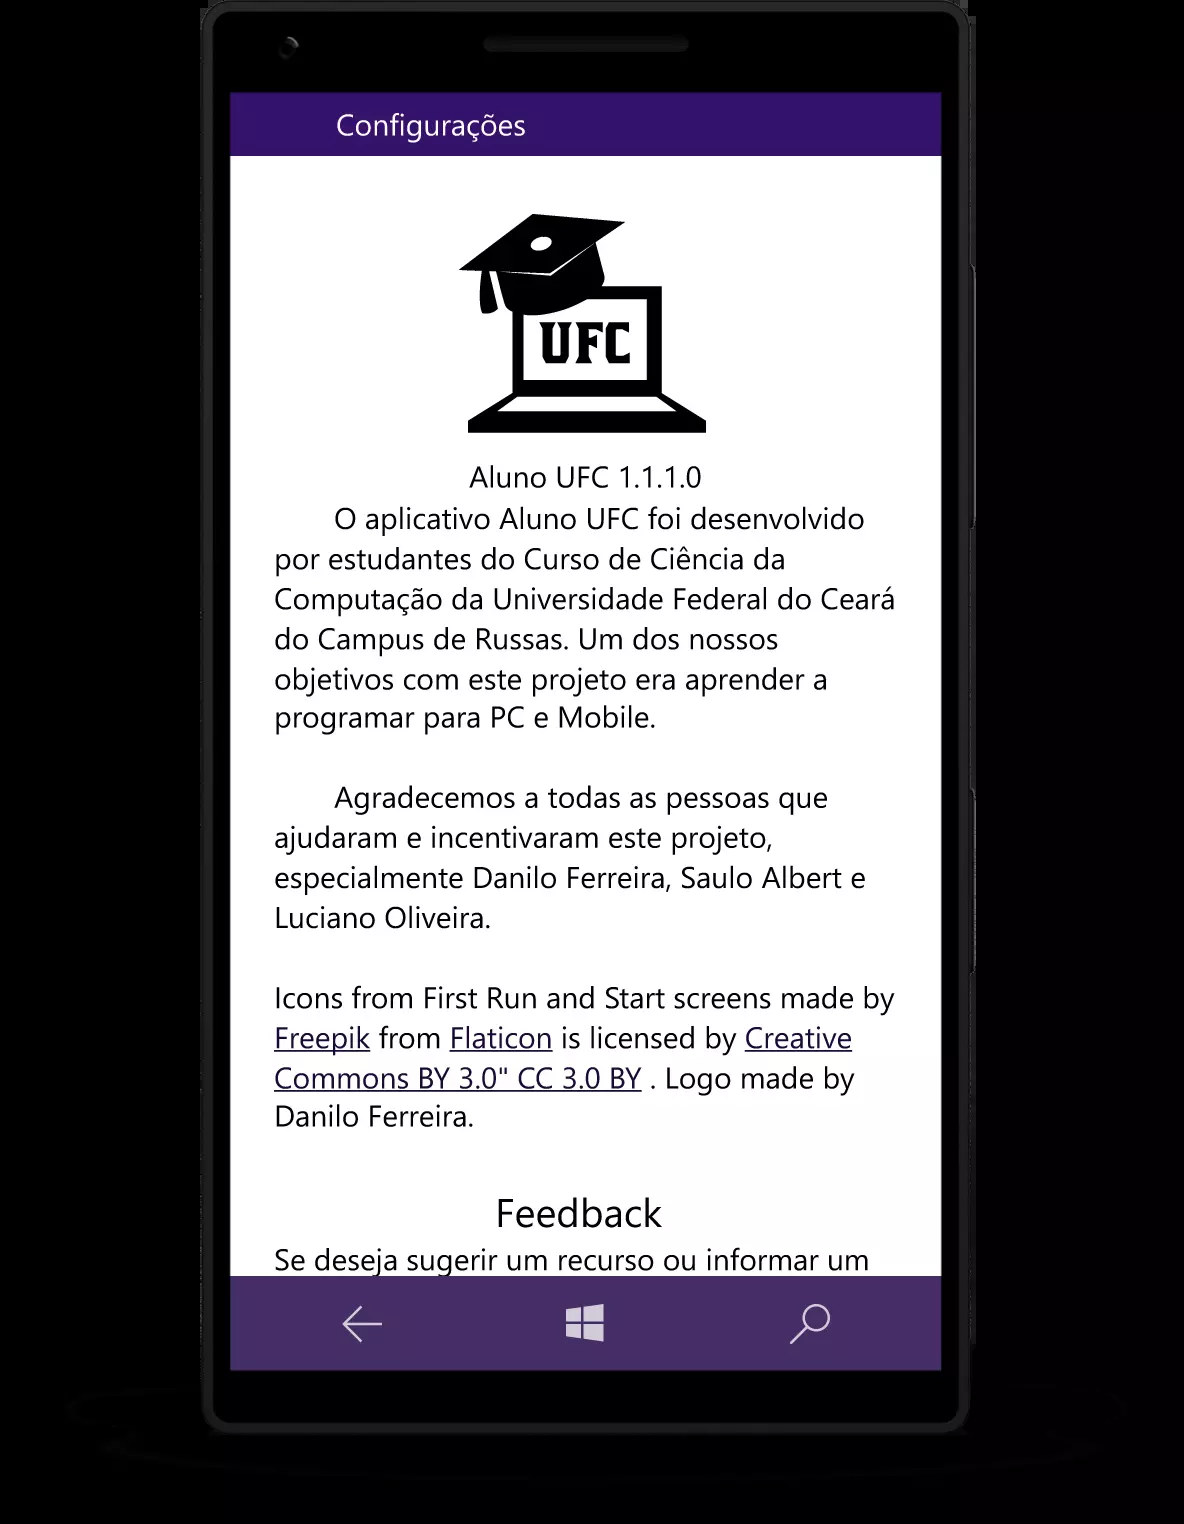 Configurações
UFC
Aluno UFC 1.1.1.0
O aplicativo Aluno UFC foi desenvolvido
por estudantes do Curso de Ciência da
Computação da Universidade Federal do Ceará
do Campus de Russas. Um dos nossos
objetivos com este projeto era aprender a
programar para PC e Mobile.
Agradecemos a todas as pessoas que
ajudaram e incentivaram este projeto,
especialmente Danilo Ferreira, Saulo Albert e
Luciano Oliveira.
Icons from First Run and Start screens made by
Freepik from Flaticon is licensed by Creative
Commons BY 3.0" CC 3.0 BY . Logo made by
Danilo Ferreira.
Feedback
Se deseja sugerir um recurso ou informar um